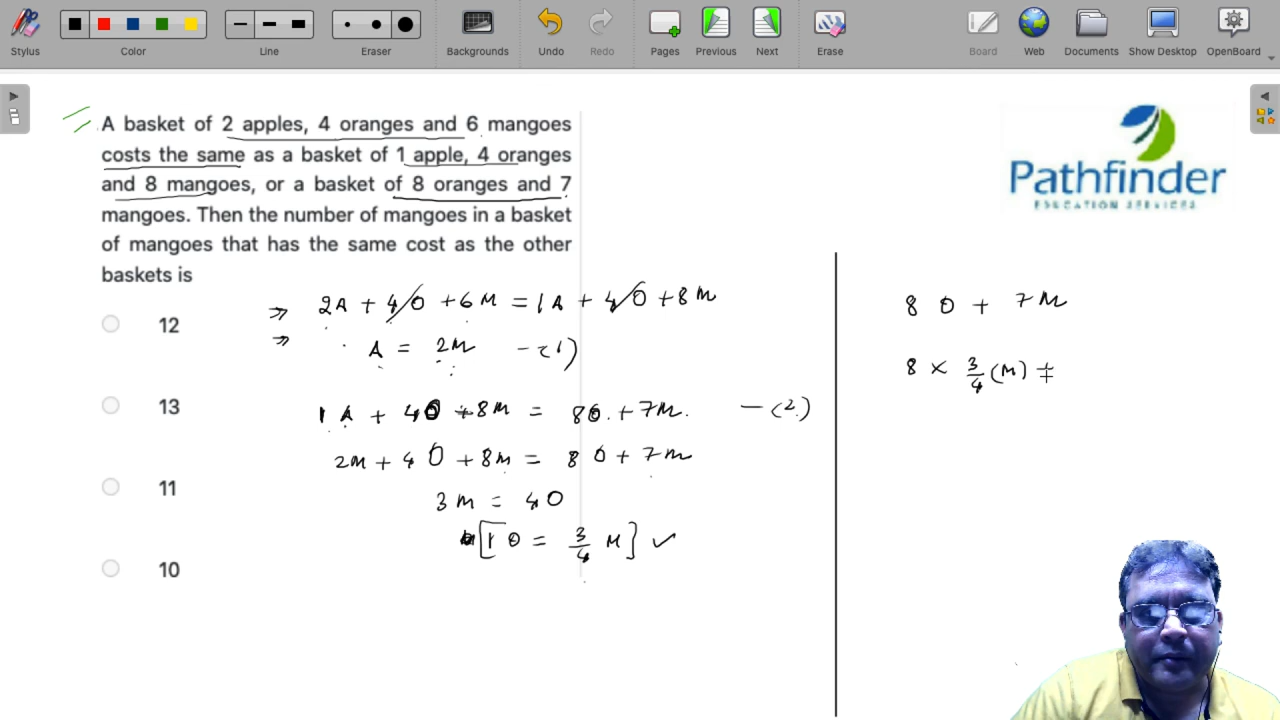 Stylus
Color
Line
Eraser
Backgrounds
Undo
Redo
Pages
Previous
Next
Erase
Board
Web
Documents
Show Desktop
OpenBoard
A basket of 2 apples, 4 oranges and 6 mangoes
costs the same as a basket of 1 apple, 4 oranges
and 8 mangoes, or a basket of 8 oranges and 7
mangoes. Then the number of mangoes in a basket
of mangoes that has the same cost as the other
baskets is
12
13
11
10
⇒ 2A + 4O + 6M = 1A + 4O + 8M
⇒ A = 2M - (1)
1A + 4O + 8M = 8O + 7M. - (2)
2M + 4O + 8M = 8O + 7M
3M = 4O
[1 O = 3/4 M] ✓
Pathfinder
EDUCATION SERVICES
8 O + 7M
8 × 3/4 (M) +